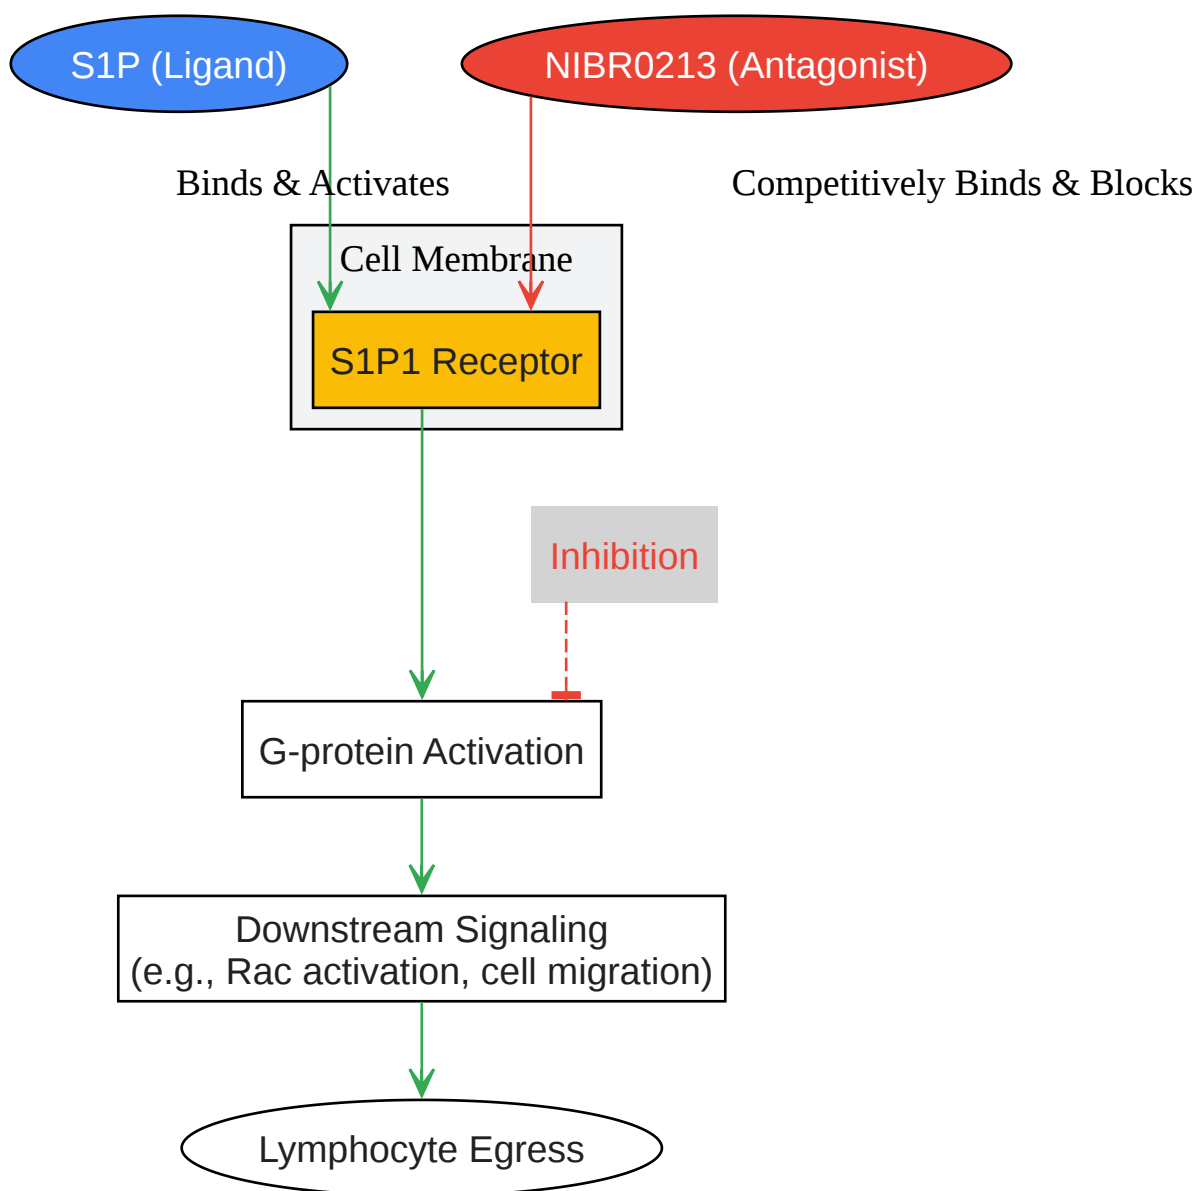 S1P (Ligand)
NIBR0213 (Antagonist)
Binds & Activates
Competitively Binds & Blocks
Cell Membrane
S1P1 Receptor
Inhibition
G-protein Activation
Downstream Signaling
(e.g., Rac activation, cell migration)
Lymphocyte Egress